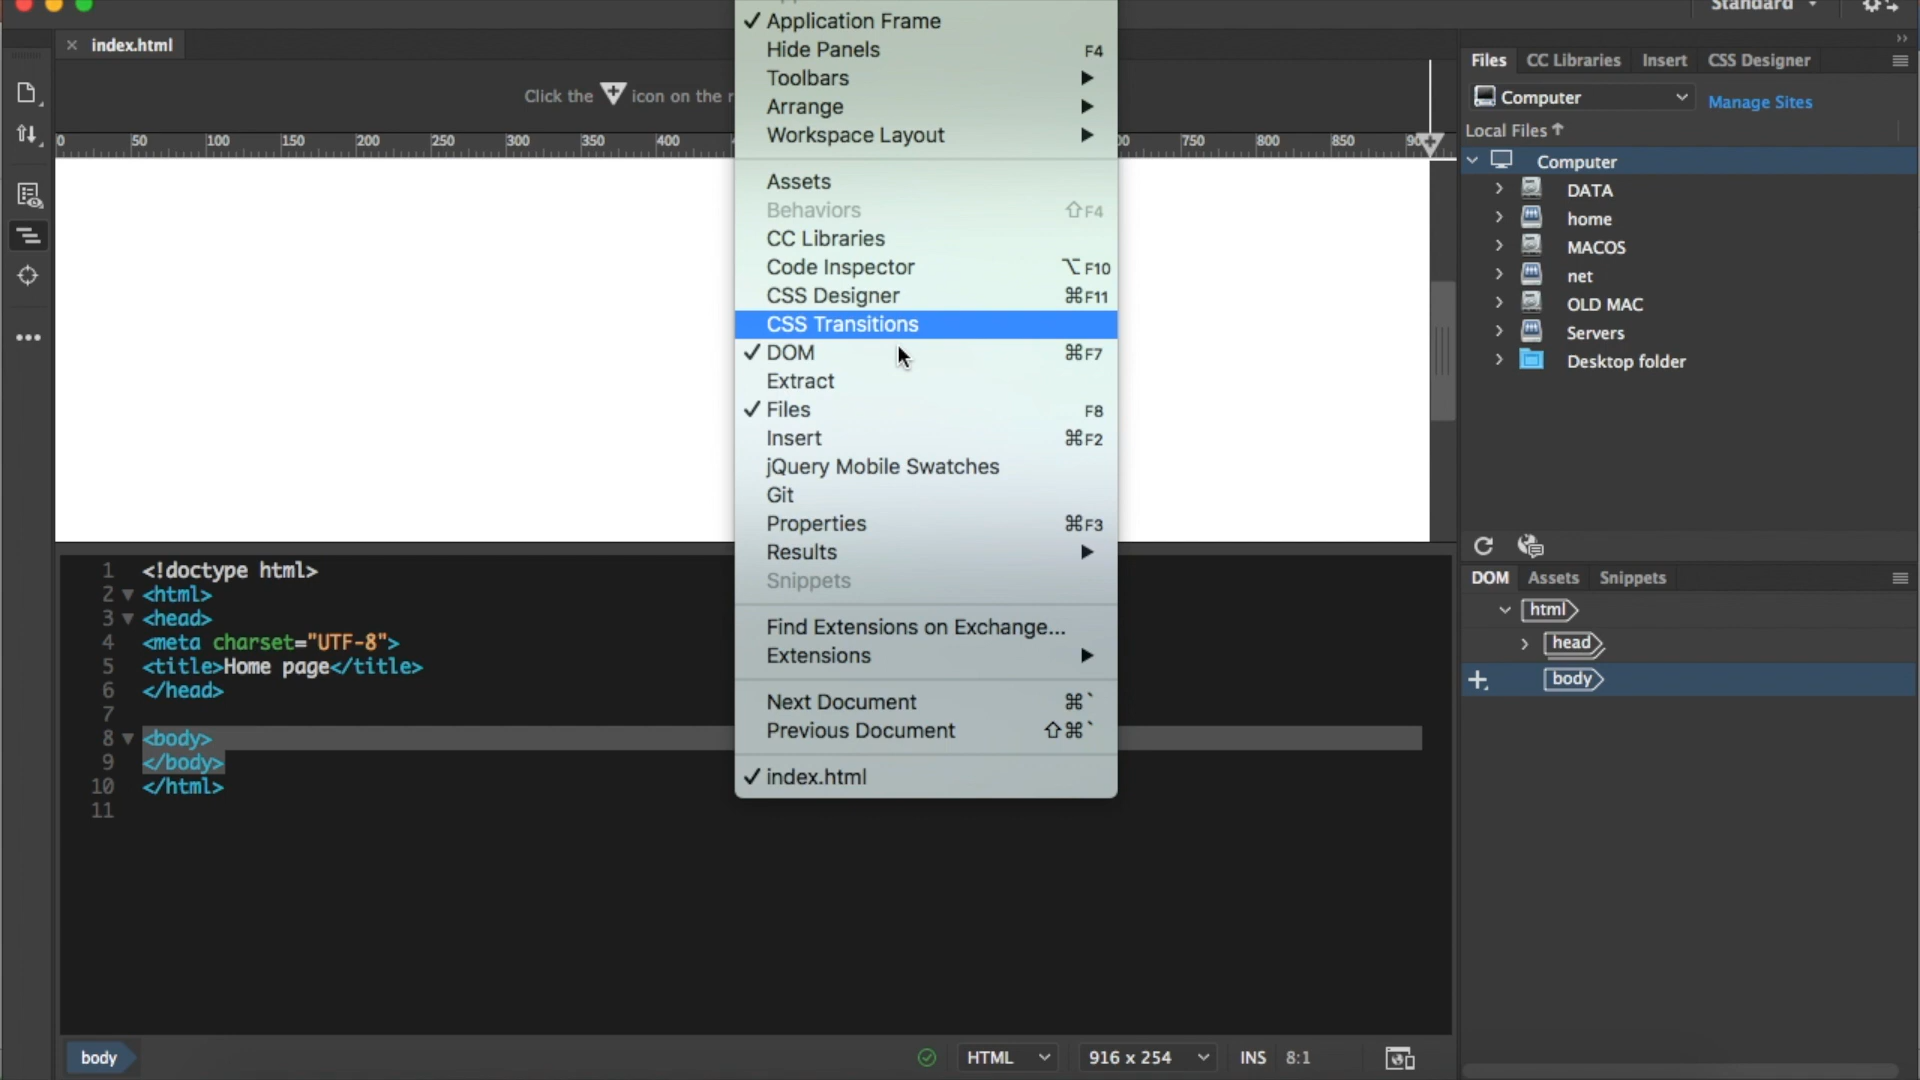 Standard
index.html
Click the icon on the r
0 50 100 150 200 250 300 350 400 750 800 850
Application Frame
Hide Panels F4
Toolbars
Arrange
Workspace Layout
Assets
Behaviors ⇧F4
CC Libraries
Code Inspector ⌥F10
CSS Designer ⌘F11
CSS Transitions
DOM ⌘F7
Extract
Files F8
Insert ⌘F2
jQuery Mobile Swatches
Git
Properties ⌘F3
Results
Snippets
Find Extensions on Exchange...
Extensions
Next Document ⌘`
Previous Document ⇧⌘`
index.html
Files CC Libraries Insert CSS Designer
Computer Manage Sites
Local Files
Computer
DATA
home
MACOS
net
OLD MAC
Servers
Desktop folder
DOM Assets Snippets
html
head
body
1 <!doctype html>
2 <html>
3 <head>
4 <meta charset="UTF-8">
5 <title>Home page</title>
6 </head>
7
8 <body>
9 </body>
10 </html>
11
body
HTML 916 x 254 INS 8:1